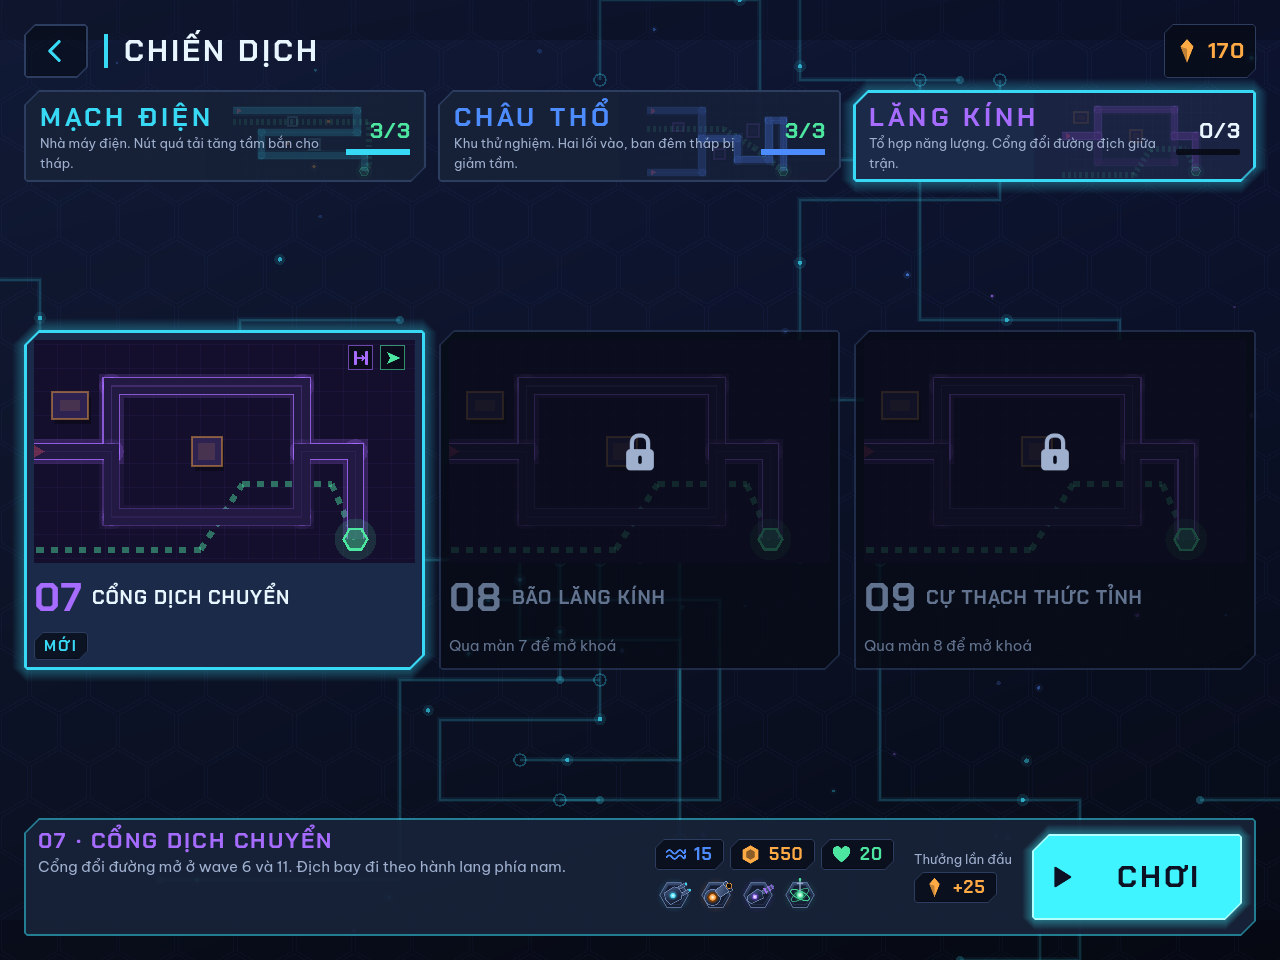 CHIẾN DỊCH
170
MẠCH ĐIỆN
3/3
Nhà máy điện. Nút quá tải tăng tầm bắn cho
tháp.
CHÂU THỔ
3/3
Khu thử nghiệm. Hai lối vào, ban đêm tháp bị
giảm tầm.
LĂNG KÍNH
0/3
Tổ hợp năng lượng. Cổng đổi đường địch giữa
trận.
07 CỔNG DỊCH CHUYỂN
MỚI
08 BÃO LĂNG KÍNH
Qua màn 7 để mở khoá
09 CỰ THẠCH THỨC TỈNH
Qua màn 8 để mở khoá
07 · CỔNG DỊCH CHUYỂN
Cổng đổi đường mở ở wave 6 và 11. Địch bay đi theo hành lang phía nam.
15
550
20
Thưởng lần đầu
+25
CHƠI